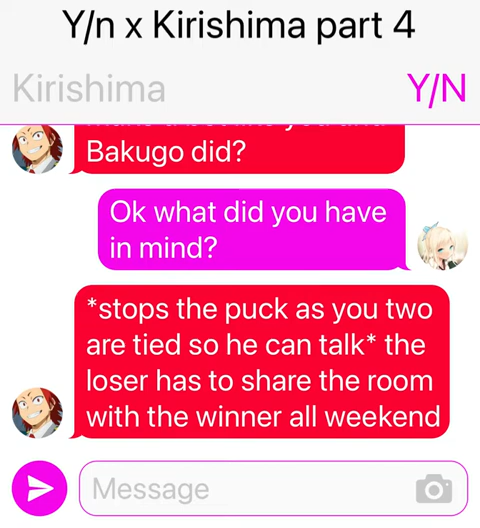 Y/n x Kirishima part 4
Kirishima
Y/N
Bakugo did?
Ok what did you have
in mind?
*stops the puck as you two
are tied so he can talk* the
loser has to share the room
with the winner all weekend
Message